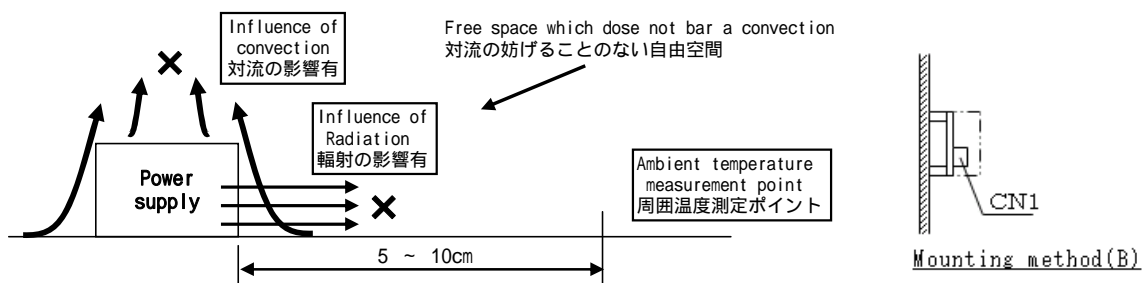 Influence of
convection
対流の影響有
Free space which dose not bar a convection
対流の妨げることのない自由空間
Influence of
Radiation
輻射の影響有
Power
supply
Ambient temperature
measurement point
周囲温度測定ポイント
5 ~ 10cm
CN1
Mounting method(B)